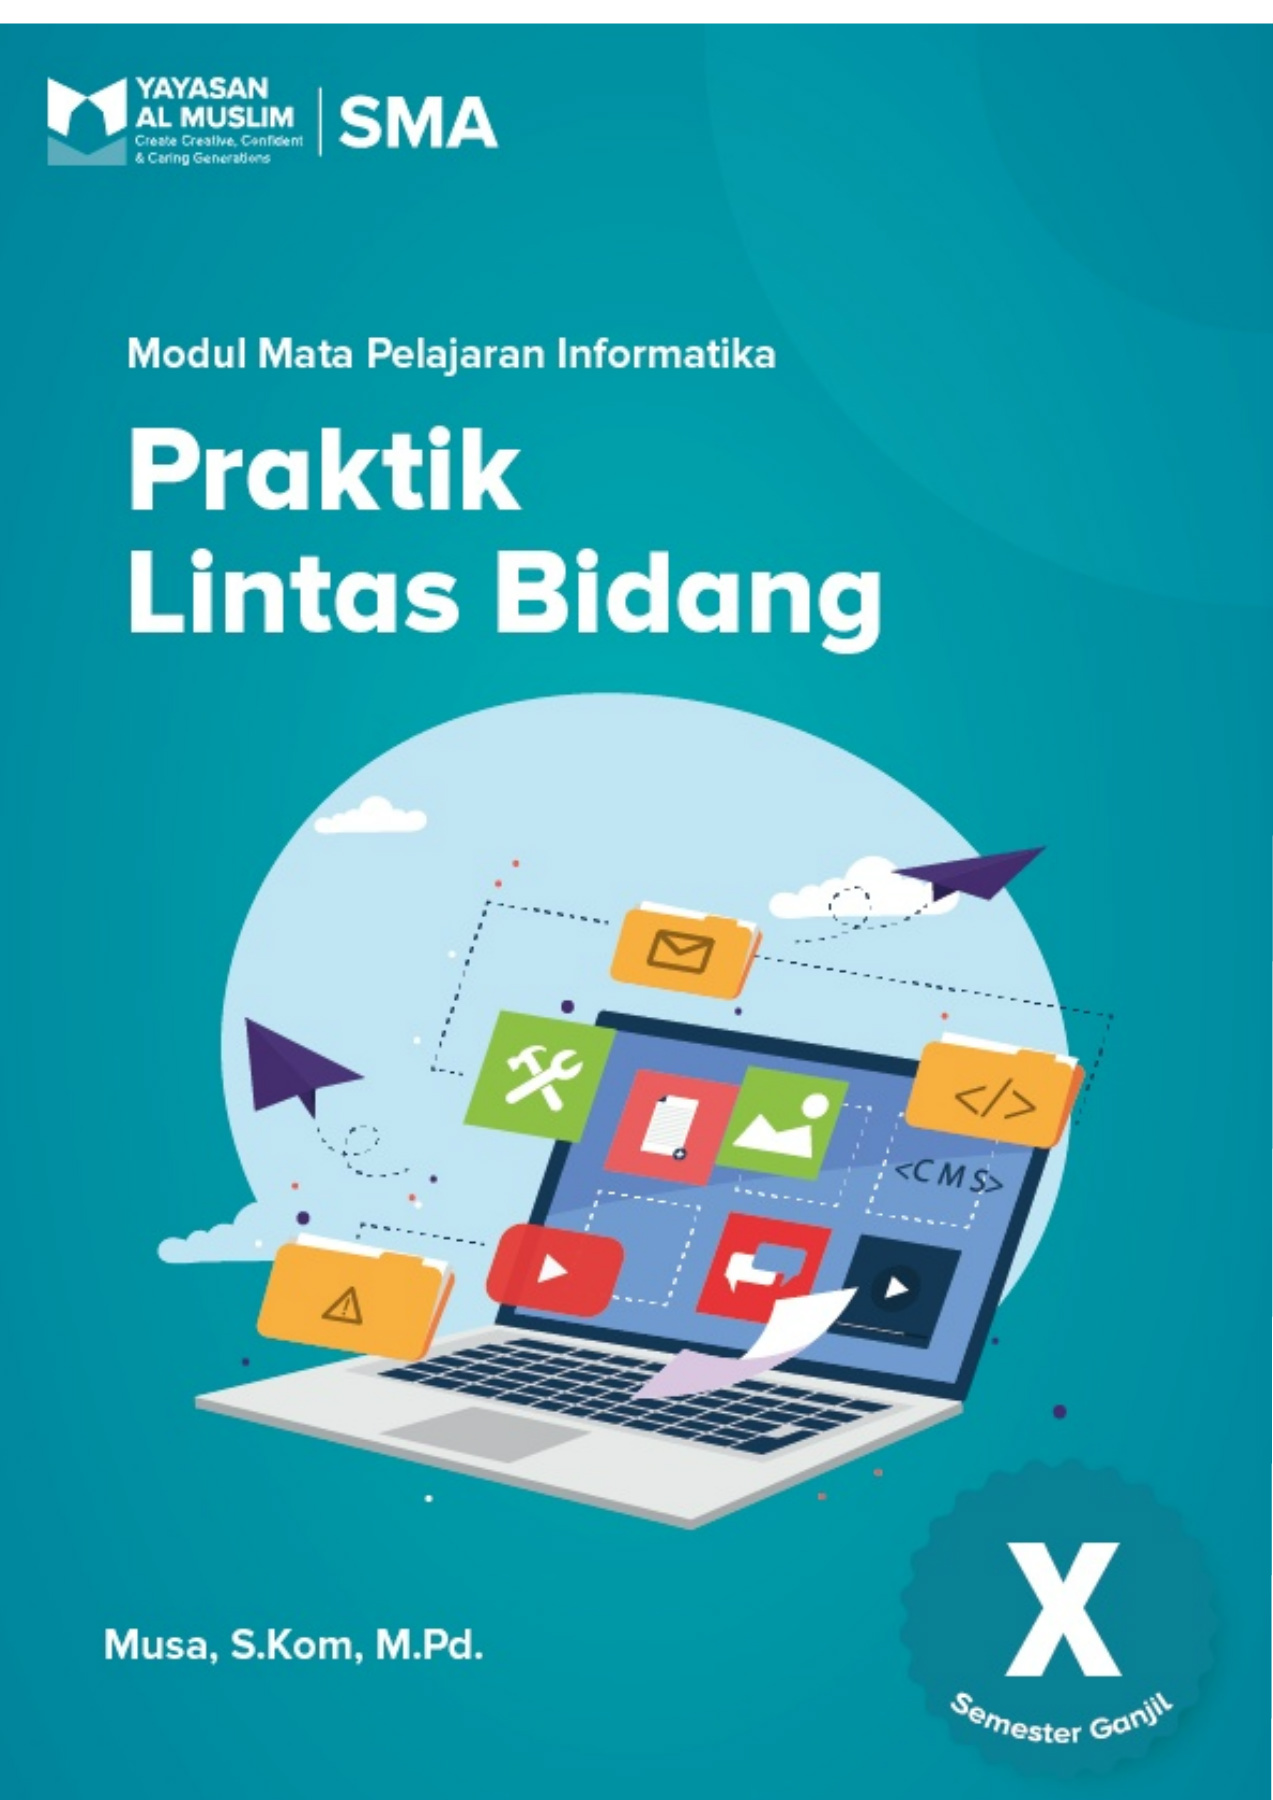 YAYASAN
AL MUSLIM
Create Creative, Confident
& Caring Generations
SMA
Modul Mata Pelajaran Informatika
Praktik
Lintas Bidang
</>
<CMS>
Musa, S.Kom, M.Pd.
X
Semester Ganjil